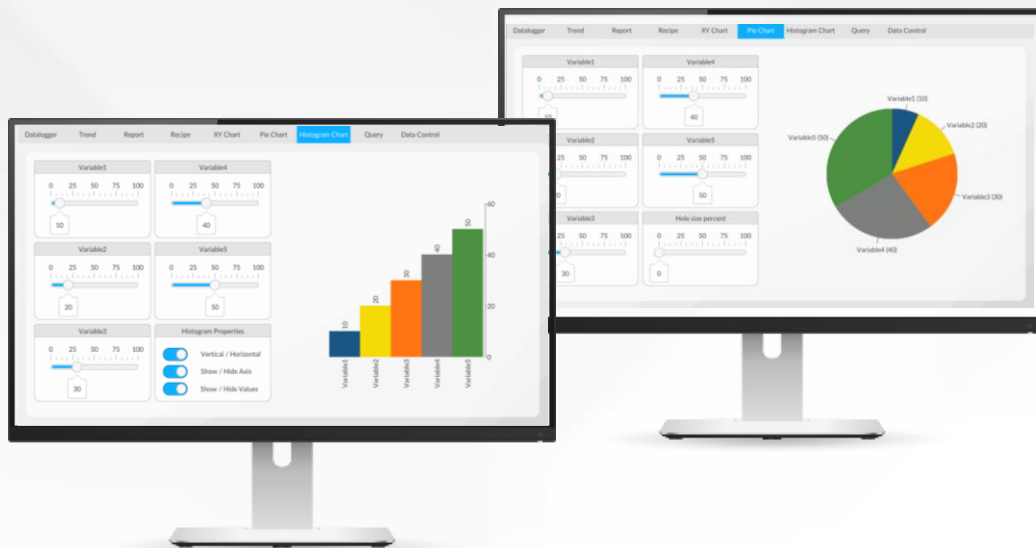 Datalogger Trend Report Recipe XY Chart Pie Chart Histogram Chart Query Data Control
Variable1 Variable4
0 25 50 75 100 0 25 50 75 100
10 40
Variable2 Variable5
0 25 50 75 100 0 25 50 75 100
20 50
Variable3 Histogram Properties
0 25 50 75 100 Vertical / Horizontal
Show / Hide Axis
30 Show / Hide Values
60
50
40
40
30
20
20
10
0
Variable1 Variable2 Variable3 Variable4 Variable5
Datalogger Trend Report Recipe XY Chart Pie Chart Histogram Chart Query Data Control
Variable1 Variable4
0 25 50 75 100 0 25 50 75 100
10 40
Variable2 Variable5
25 50 75 100 0 25 50 75 100
0 50
Variable3 Hole size percent
25 50 75 100 0 25 50 75 100
30 0
Variable1 (10)
Variable2 (20)
Variable5 (50)
Variable3 (30)
Variable4 (40)